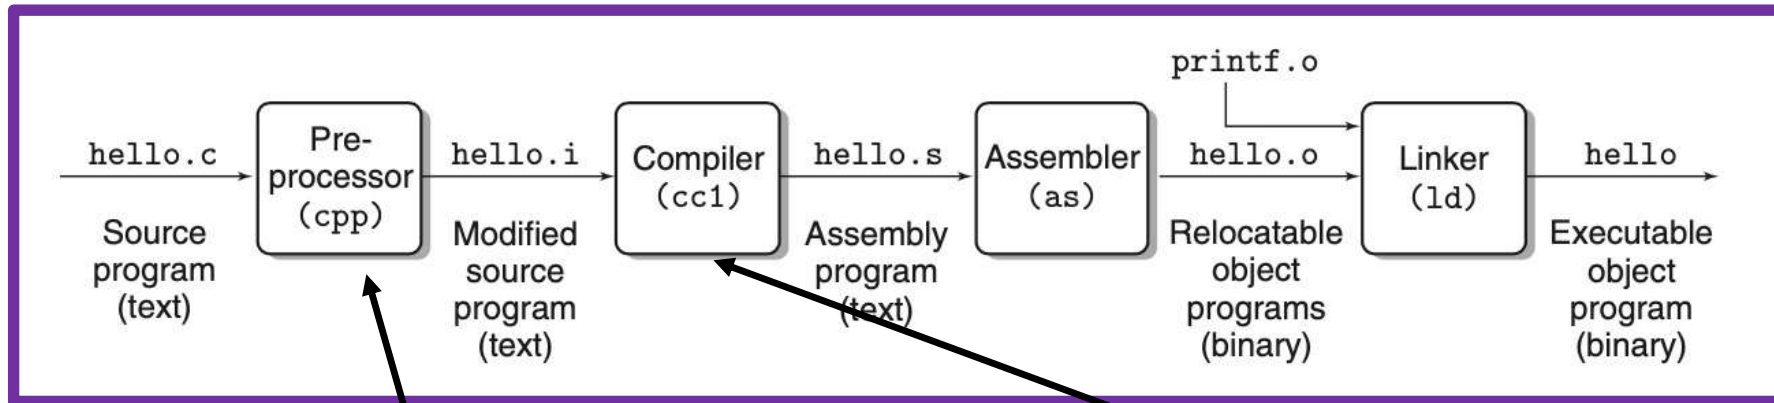 printf.o
hello.c
Pre-
processor
(cpp)
hello.i
Compiler
(cc1)
hello.s
Assembler
(as)
hello.o
Linker
(ld)
hello
Source
program
(text)
Modified
source
program
(text)
Assembly
program
(text)
Relocatable
object
programs
(binary)
Executable
object
program
(binary)